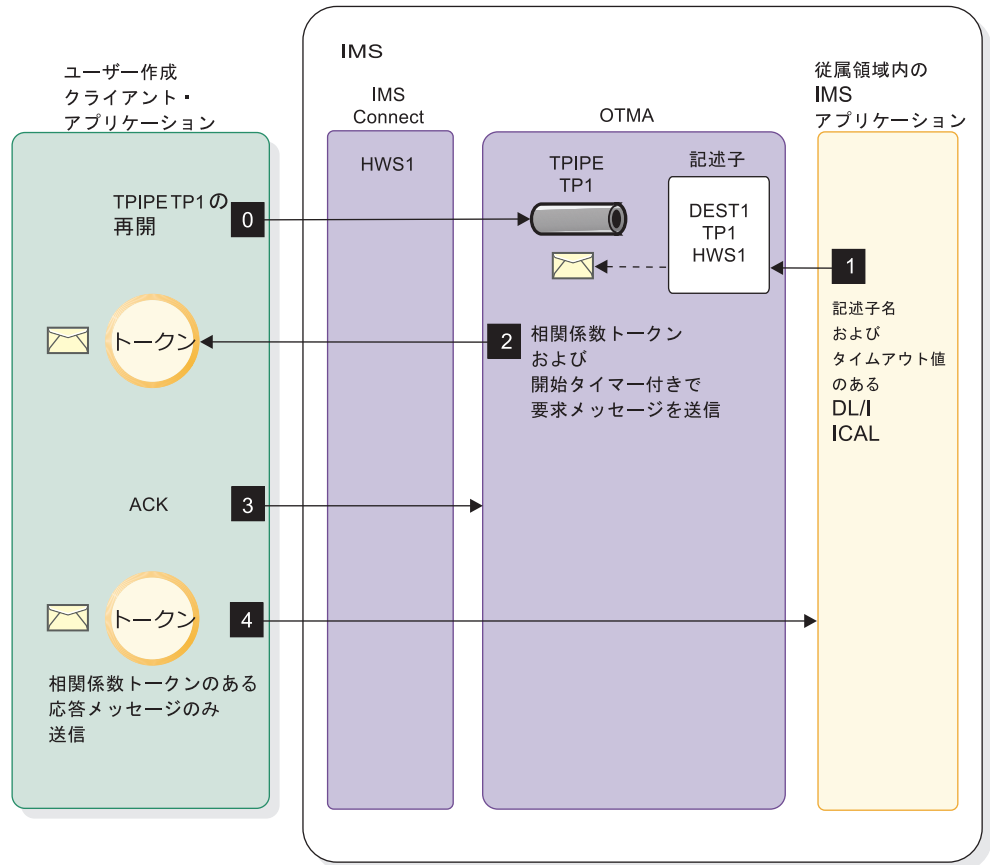 IMS
ユーザー作成
クライアント・
アプリケーション
IMS
Connect
OTMA
従属領域内の
IMS
アプリケーション
HWS1
TPIPE
TP1
記述子
DEST1
TP1
HWS1
TPIPE TP1 の
再開
0
1
記述子名
および
タイムアウト値
のある
DL/I
ICAL
トークン
2
相関係数トークン
および
開始タイマー付きで
要求メッセージを送信
ACK
3
トークン
4
相関係数トークンのある
応答メッセージのみ
送信